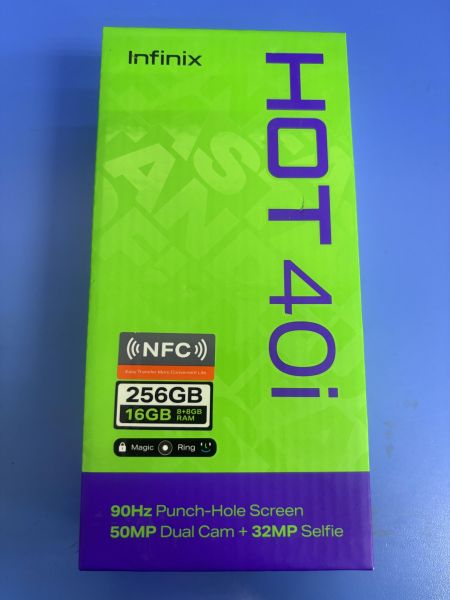 Infinix
HOT 40i
NFC
Easy Transfer More Convenient Life
256GB
16GB 8+8GB RAM
Magic Ring
90Hz Punch-Hole Screen
50MP Dual Cam + 32MP Selfie